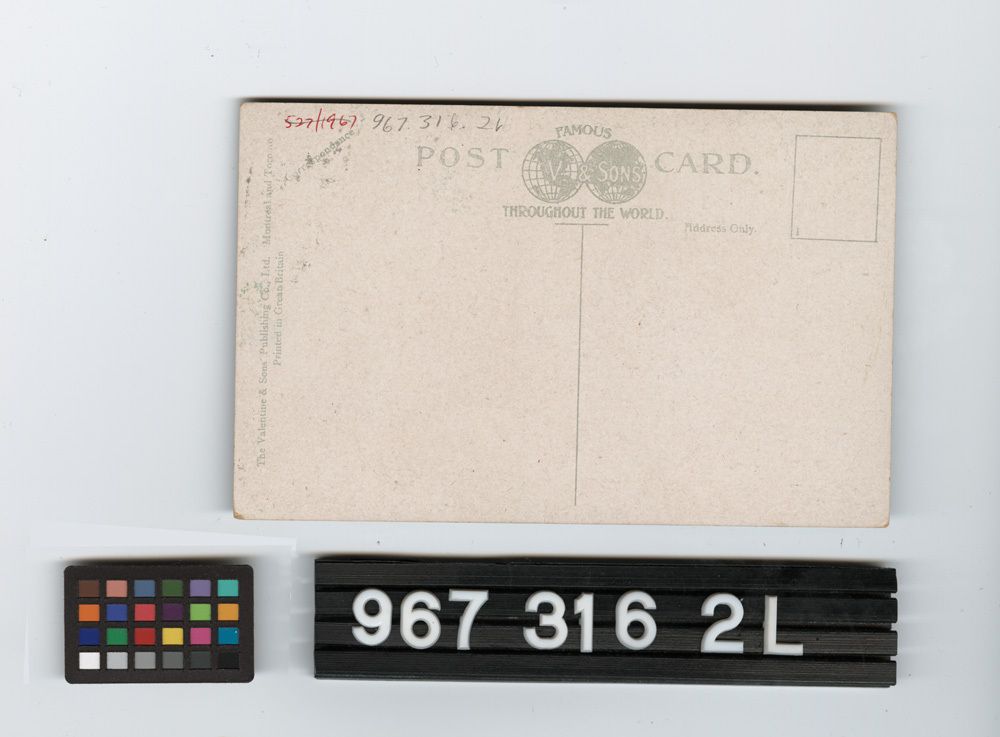 527/1967 967.316.2L
Correspondance
FAMOUS
POST V. & SONS CARD.
THROUGHOUT THE WORLD.
Address Only.
The Valentine & Sons Publishing Co., Ltd. Montreal and Toronto
Printed in Great Britain
967 316 2L